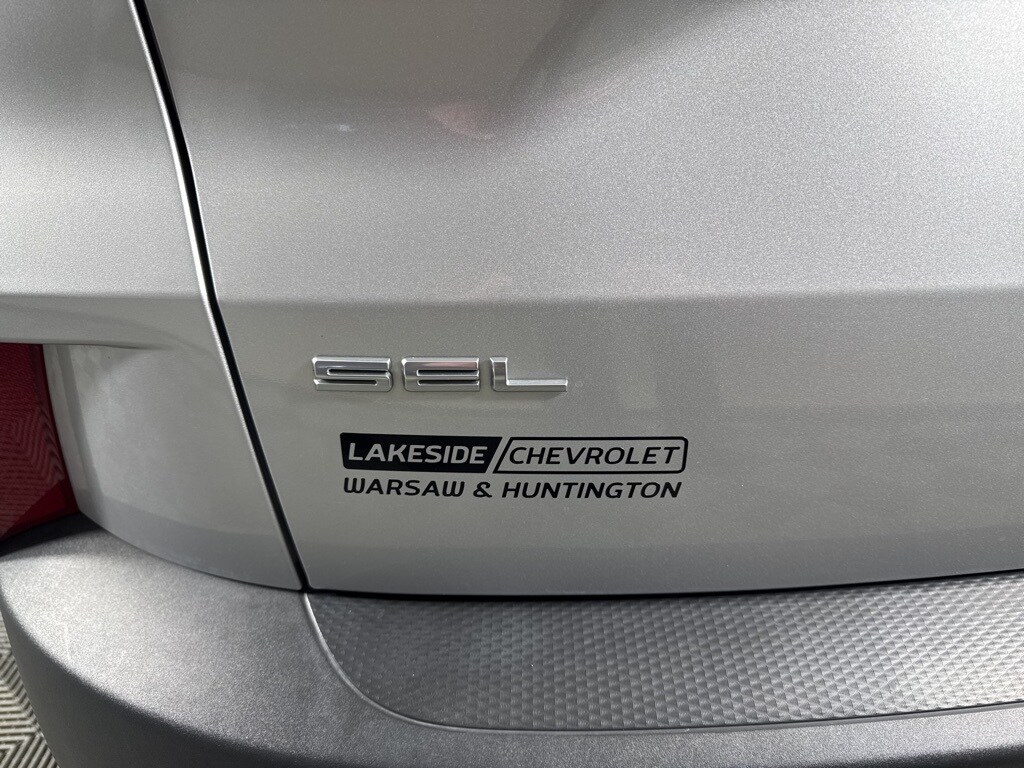 SEL
LAKESIDE CHEVROLET
WARSAW & HUNTINGTON